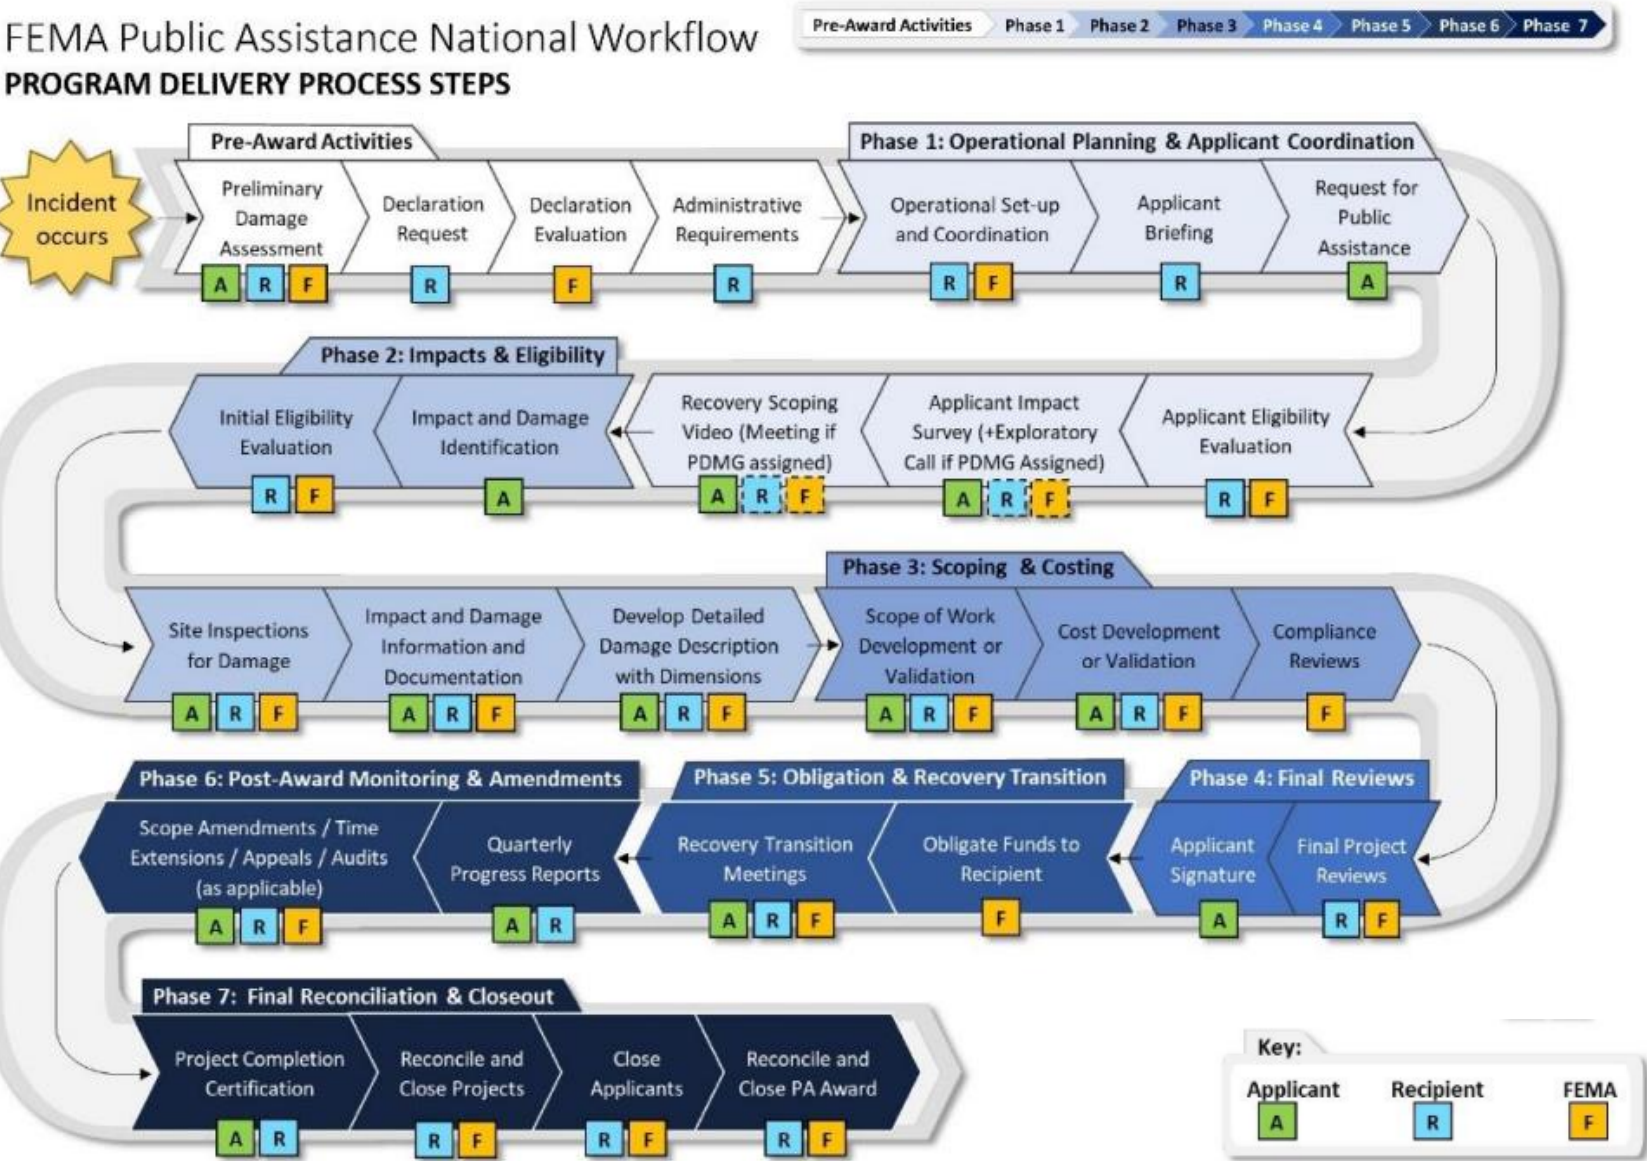 FEMA Public Assistance National Workflow
PROGRAM DELIVERY PROCESS STEPS
Pre-Award Activities Phase 1 Phase 2 Phase 3 Phase 4 Phase 5 Phase 6 Phase 7
Incident
occurs
Pre-Award Activities
Preliminary
Damage
Assessment
A R F
Declaration
Request
R
Declaration
Evaluation
F
Administrative
Requirements
R
Phase 1: Operational Planning & Applicant Coordination
Operational Set-up
and Coordination
R F
Applicant
Briefing
R
Request for
Public
Assistance
A
Applicant Eligibility
Evaluation
R F
Applicant Impact
Survey (+Exploratory
Call if PDMG Assigned)
A R F
Recovery Scoping
Video (Meeting if
PDMG assigned)
A R F
Phase 2: Impacts & Eligibility
Impact and Damage
Identification
A
Initial Eligibility
Evaluation
R F
Site Inspections
for Damage
A R F
Impact and Damage
Information and
Documentation
A R F
Develop Detailed
Damage Description
with Dimensions
A R F
Phase 3: Scoping & Costing
Scope of Work
Development or
Validation
A R F
Cost Development
or Validation
A R F
Compliance
Reviews
F
Phase 4: Final Reviews
Final Project
Reviews
R F
Applicant
Signature
A
Phase 5: Obligation & Recovery Transition
Obligate Funds to
Recipient
F
Recovery Transition
Meetings
A R F
Phase 6: Post-Award Monitoring & Amendments
Quarterly
Progress Reports
A R
Scope Amendments / Time
Extensions / Appeals / Audits
(as applicable)
A R F
Phase 7: Final Reconciliation & Closeout
Project Completion
Certification
A R
Reconcile and
Close Projects
R F
Close
Applicants
R F
Reconcile and
Close PA Award
R F
Key:
Applicant Recipient FEMA
A R F